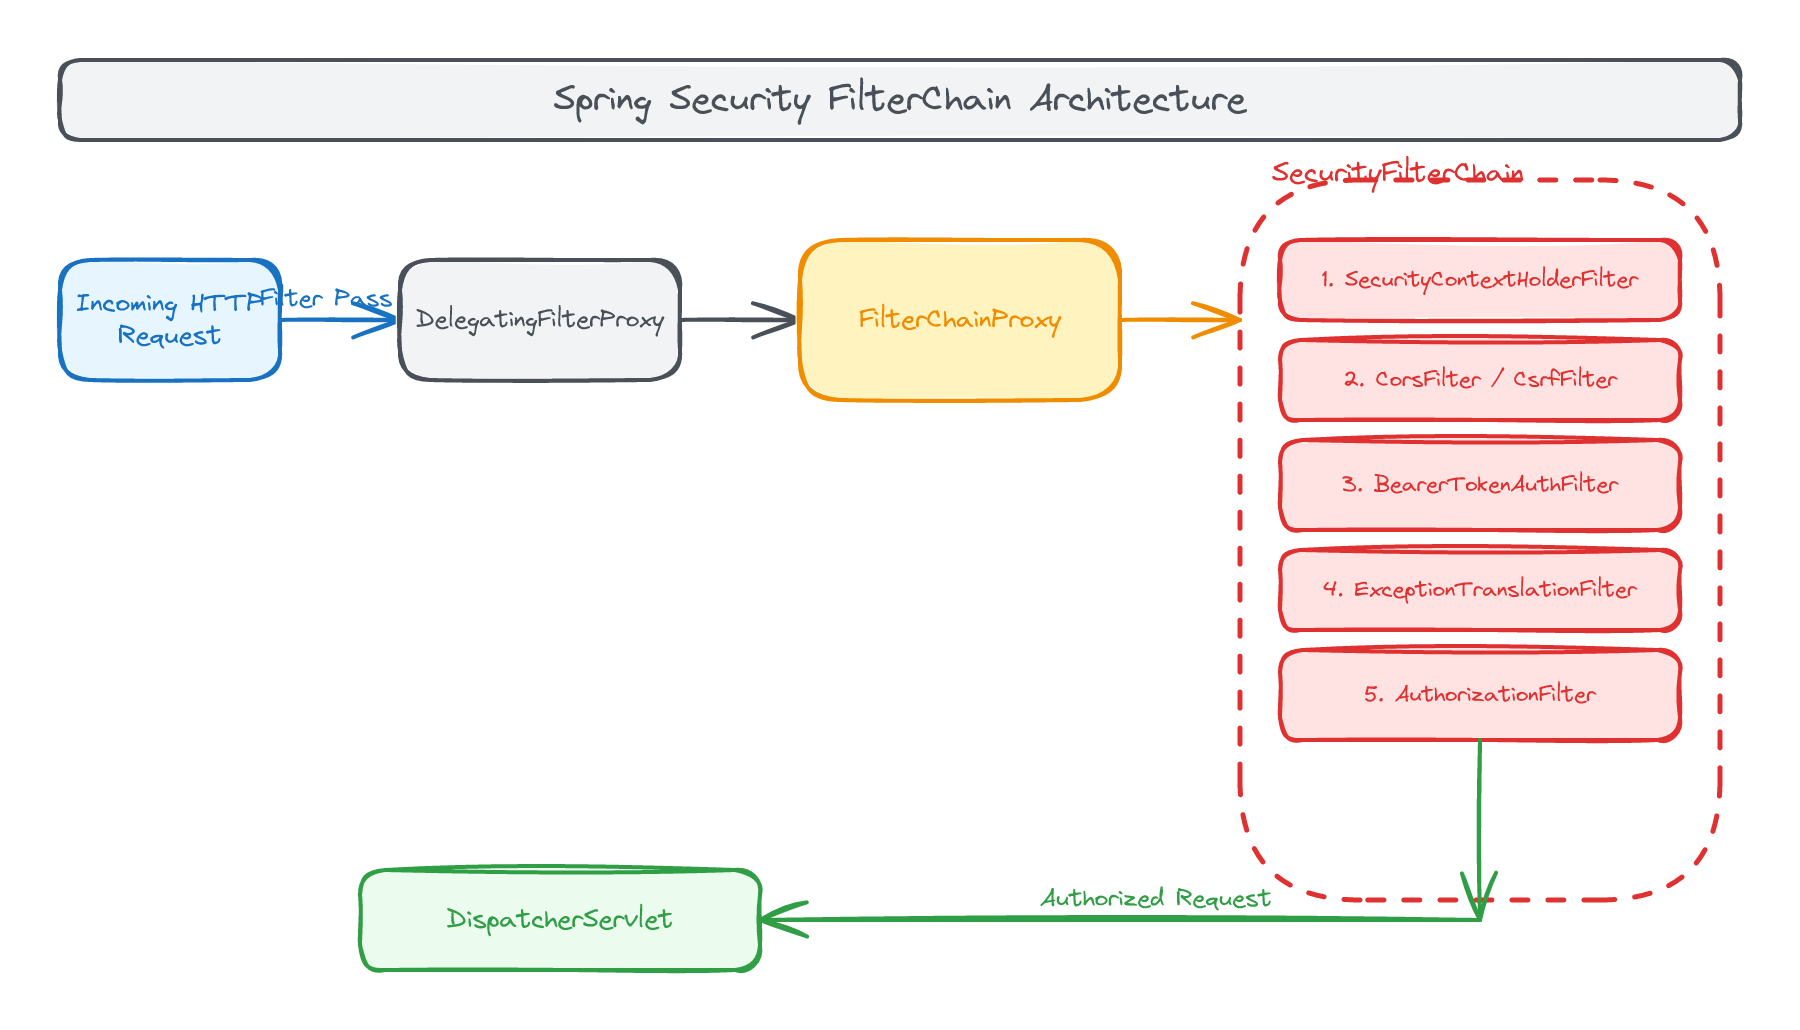 Spring Security FilterChain Architecture
SecurityFilterChain
Incoming HTTP
Request
Filter Pass
DelegatingFilterProxy
FilterChainProxy
1. SecurityContextHolderFilter
2. CorsFilter / CsrfFilter
3. BearerTokenAuthFilter
4. ExceptionTranslationFilter
5. AuthorizationFilter
Authorized Request
DispatcherServlet